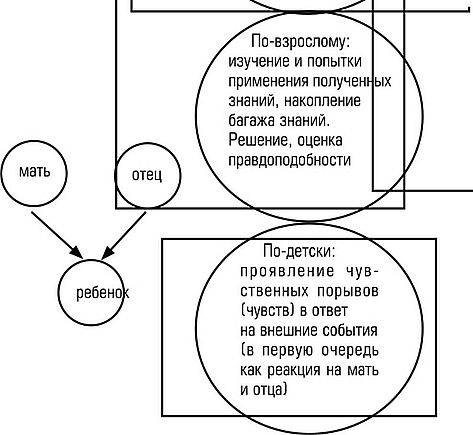 По-взрослому:
изучение и попытки
применения полученных
знаний, накопление
багажа знаний.
Решение, оценка
правдоподобности
мать
отец
ребенок
По-детски:
проявление чув-
ственных порывов
(чувств) в ответ
на внешние события
(в первую очередь
как реакция на мать
и отца)